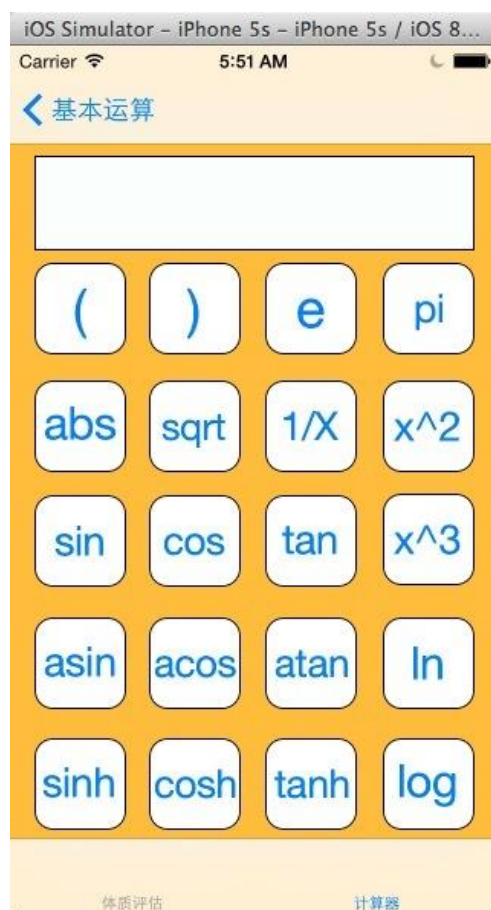 iOS Simulator – iPhone 5s – iPhone 5s / iOS 8...
Carrier 5:51 AM
基本运算
( ) e pi
abs sqrt 1/X x^2
sin cos tan x^3
asin acos atan ln
sinh cosh tanh log
体质评估 计算器